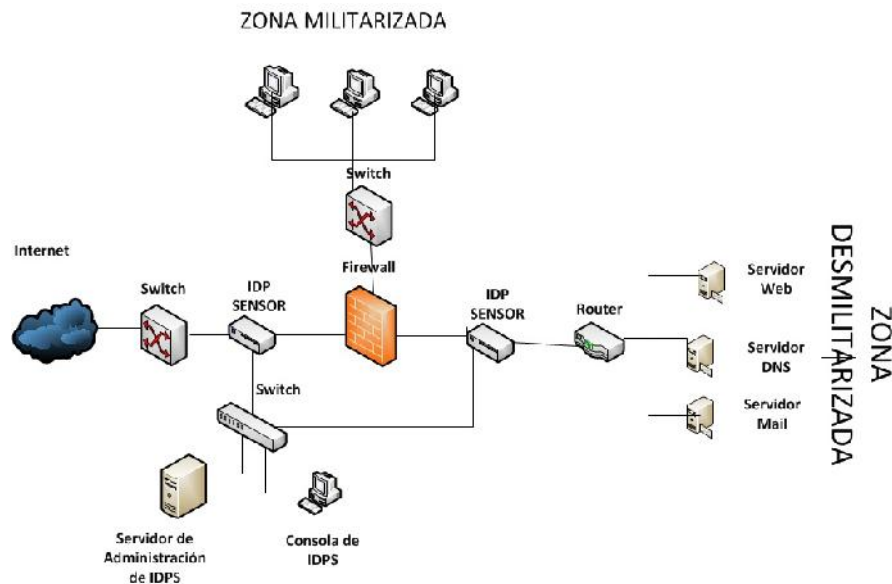 ZONA MILITARIZADA
Switch
Internet
Firewall
Switch
IDP
SENSOR
IDP
SENSOR
Router
Servidor
Web
Servidor
DNS
Servidor
Mail
ZONA
DESMILITARIZADA
Switch
Servidor de
Administración
de IDPS
Consola de
IDPS